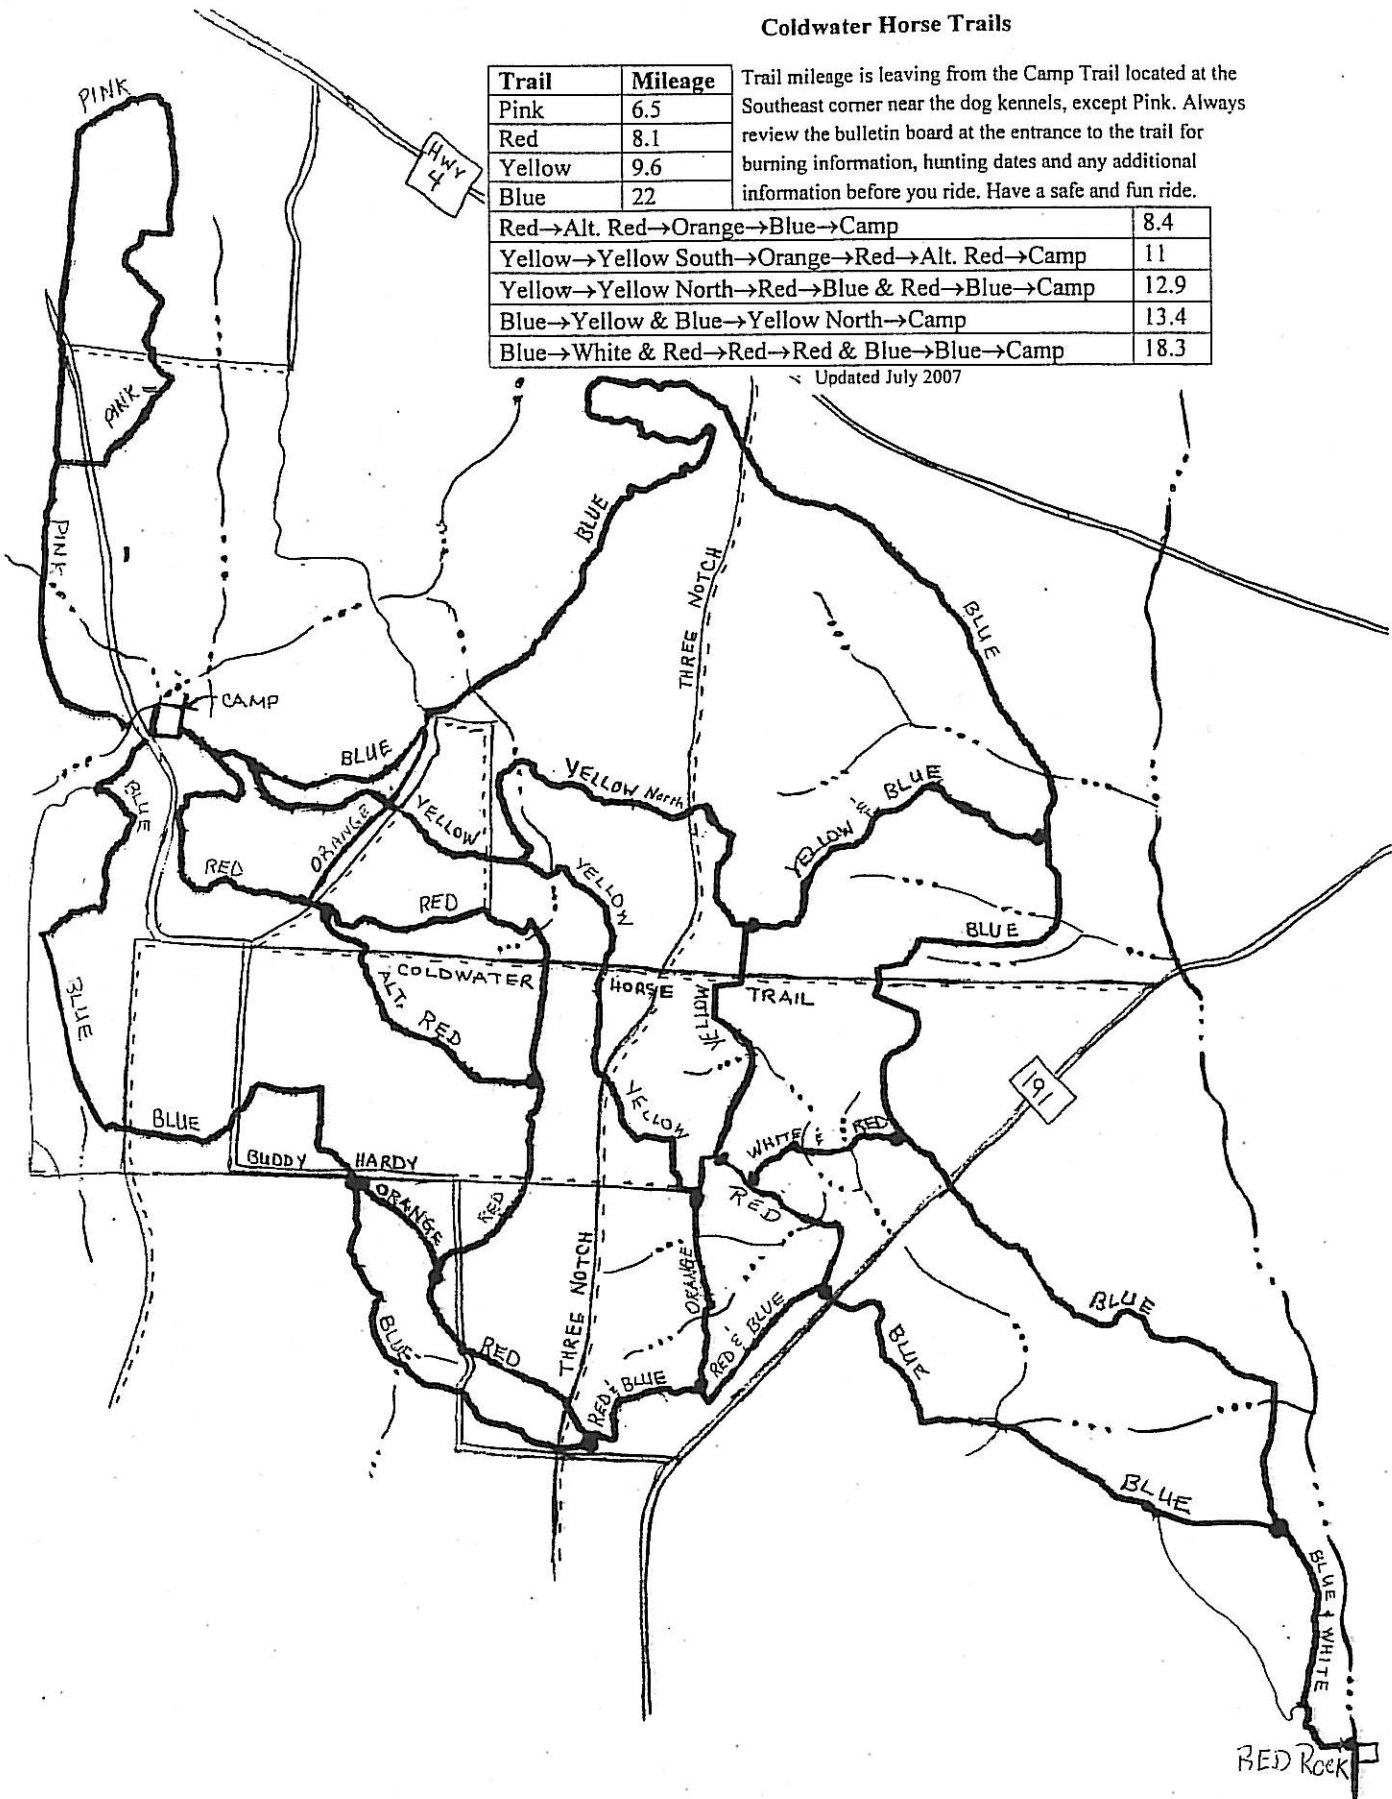 Coldwater Horse Trails
Trail Mileage
Pink 6.5
Red 8.1
Yellow 9.6
Blue 22
Trail mileage is leaving from the Camp Trail located at the
Southeast corner near the dog kennels, except Pink. Always
review the bulletin board at the entrance to the trail for
burning information, hunting dates and any additional
information before you ride. Have a safe and fun ride.
Red→Alt. Red→Orange→Blue→Camp 8.4
Yellow→Yellow South→Orange→Red→Alt. Red→Camp 11
Yellow→Yellow North→Red→Blue & Red→Blue→Camp 12.9
Blue→Yellow & Blue→Yellow North→Camp 13.4
Blue→White & Red→Red→Red & Blue→Blue→Camp 18.3
Updated July 2007
PINK
HWY
4
PINK
PINK
BLUE
THREE NOTCH
BLUE
CAMP
BLUE
BLUE
ORANGE
YELLOW
YELLOW North
YELLOW & BLUE
RED
RED
YELLOW
BLUE
COLDWATER HORSE TRAIL
BLUE
ALT. RED
YELLOW
191
BLUE
YELLOW
WHITE & RED
BUDDY HARDY
ORANGE
RED
RED
THREE NOTCH
ORANGE
BLUE
RED
RED & BLUE
RED & BLUE
BLUE
BLUE
BLUE
BLUE & WHITE
RED ROCK